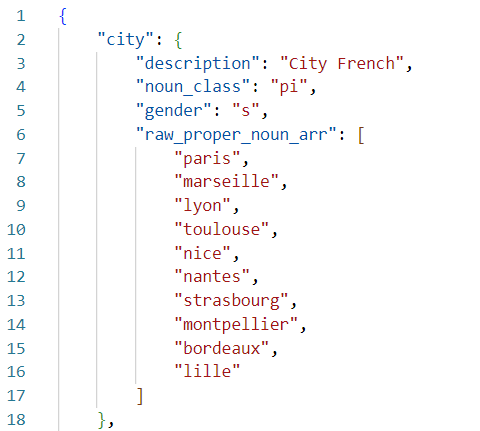 1 {
2 "city": {
3 "description": "City French",
4 "noun_class": "pi",
5 "gender": "s",
6 "raw_proper_noun_arr": [
7 "paris",
8 "marseille",
9 "lyon",
10 "toulouse",
11 "nice",
12 "nantes",
13 "strasbourg",
14 "montpellier",
15 "bordeaux",
16 "lille"
17 ]
18 },